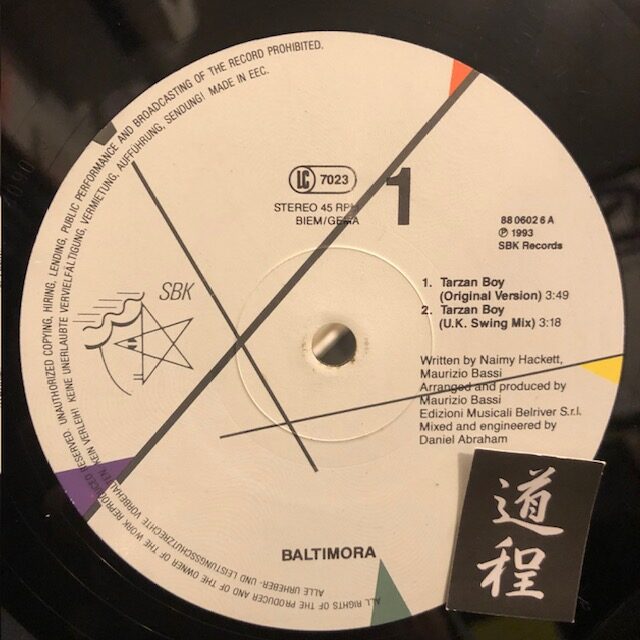 ALL RIGHTS OF THE PRODUCER AND OF THE OWNER OF THE WORK REPRODUCED RESERVED. UNAUTHORIZED COPYING, HIRING, LENDING, PUBLIC PERFORMANCE AND BROADCASTING OF THE RECORD PROHIBITED.
ALLE URHEBER- UND LEISTUNGSSCHUTZRECHTE VORBEHALTEN. KEIN VERLEIH! KEINE UNERLAUBTE VERVIELFÄLTIGUNG, VERMIETUNG, AUFFÜHRUNG, SENDUNG! MADE IN EEC.
LC 7023
STEREO 45 RPM
BIEM/GEMA
1
88 0602 6 A
℗ 1993
SBK Records
SBK
1. Tarzan Boy
(Original Version) 3:49
2. Tarzan Boy
(U.K. Swing Mix) 3:18
Written by Naimy Hackett,
Maurizio Bassi
Arranged and produced by
Maurizio Bassi
Edizioni Musicali Belriver S.r.l.
Mixed and engineered by
Daniel Abraham
BALTIMORA
道程